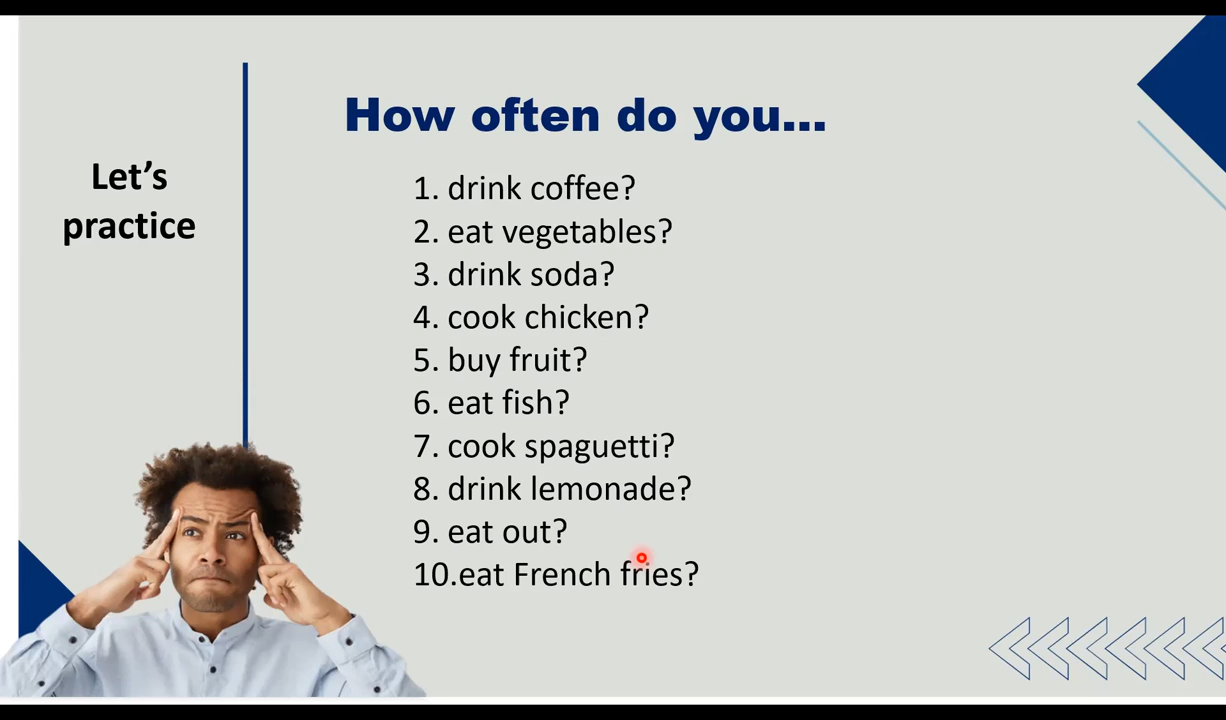 Let's
practice
How often do you...
1. drink coffee?
2. eat vegetables?
3. drink soda?
4. cook chicken?
5. buy fruit?
6. eat fish?
7. cook spaguetti?
8. drink lemonade?
9. eat out?
10.eat French fries?